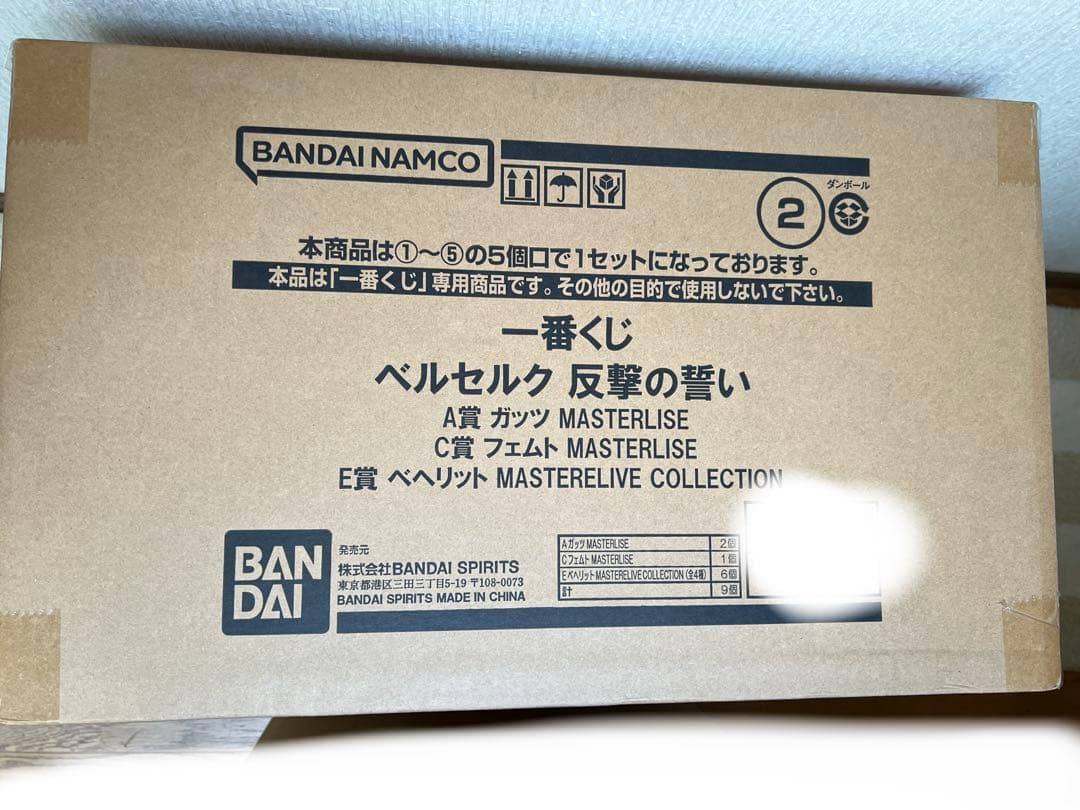 BANDAI NAMCO
ダンボール
2
本商品は①～⑤の5個口で1セットになっております。
本品は「一番くじ」専用商品です。その他の目的で使用しないで下さい。
一番くじ
ベルセルク 反撃の誓い
A賞 ガッツ MASTERLISE
C賞 フェムト MASTERLISE
E賞 ベヘリット MASTERELIVE COLLECTION
BAN
DAI
発売元
株式会社BANDAI SPIRITS
東京都港区三田三丁目5-19 〒108-0073
BANDAI SPIRITS MADE IN CHINA
Aガッツ MASTERLISE 2個
Cフェムト MASTERLISE 1個
Eベヘリット MASTERELIVE COLLECTION (全4種) 6個
計 9個